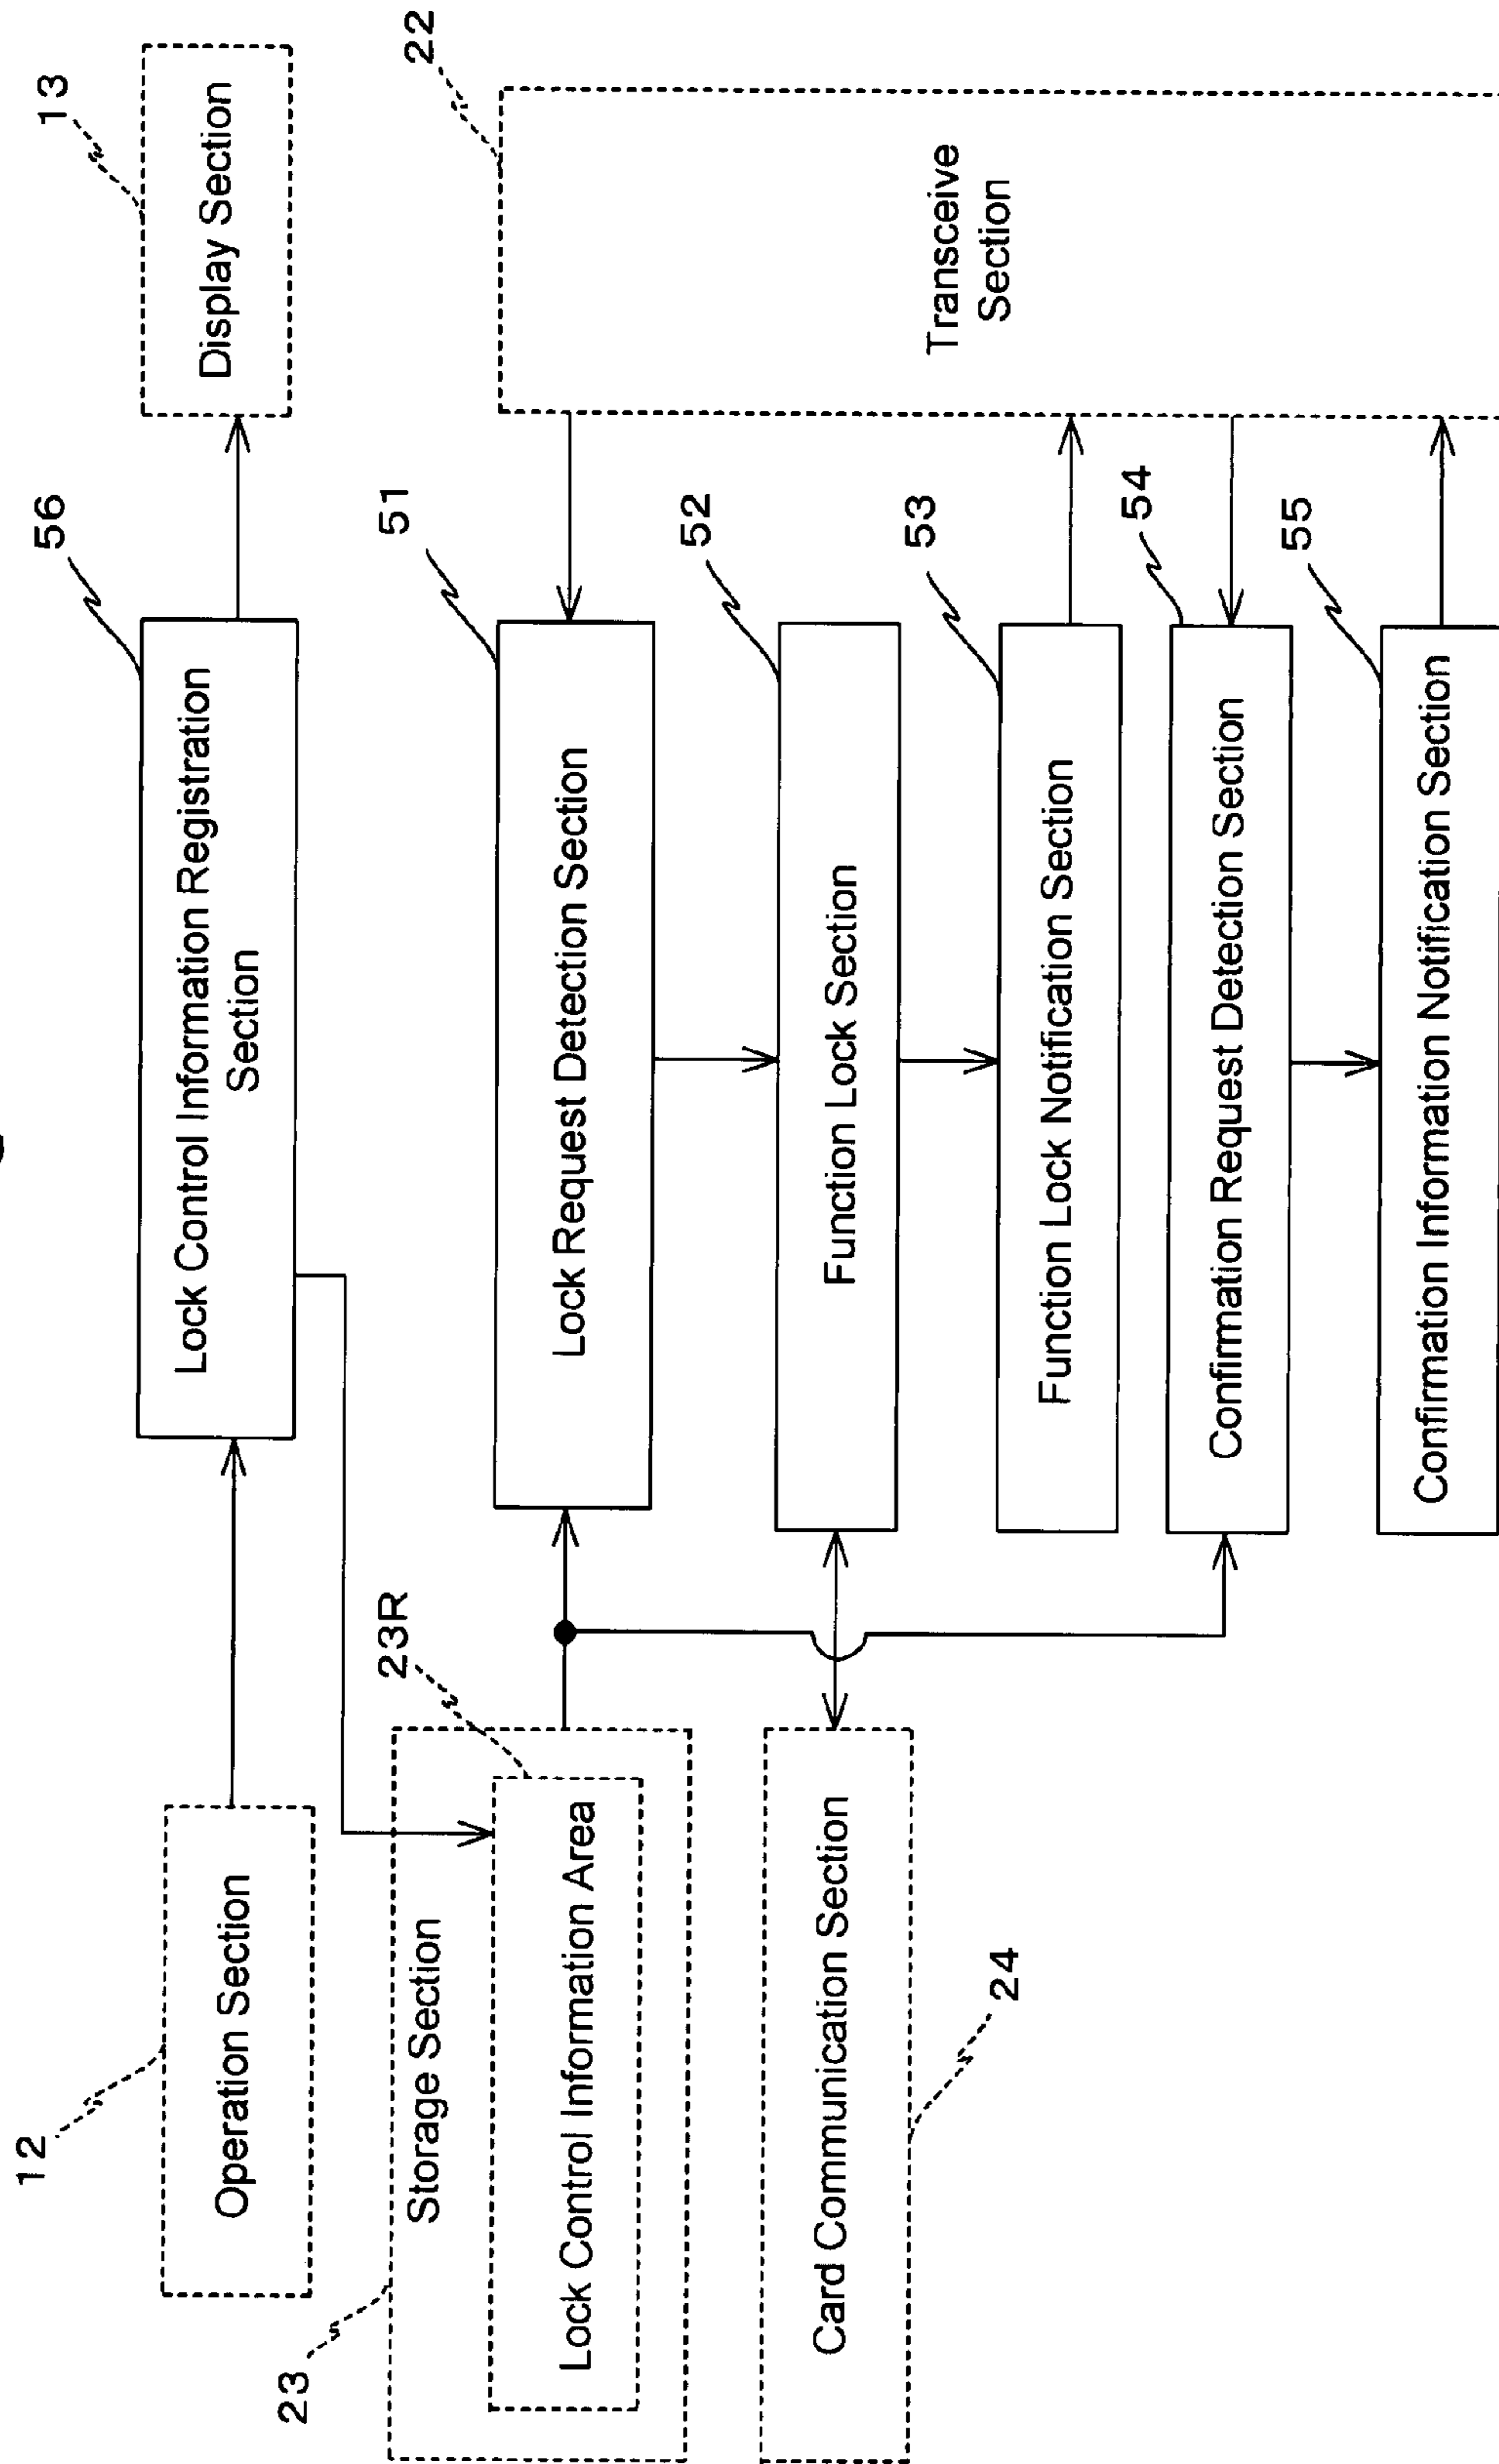 13
Display Section
22
Transceive
Section
56
Lock Control Information Registration
Section
51
Lock Request Detection Section
52
Function Lock Section
53
Function Lock Notification Section
54
Confirmation Request Detection Section
55
Confirmation Information Notification Section
12
Operation Section
23
Storage Section
23R
Lock Control Information Area
Card Communication Section
24